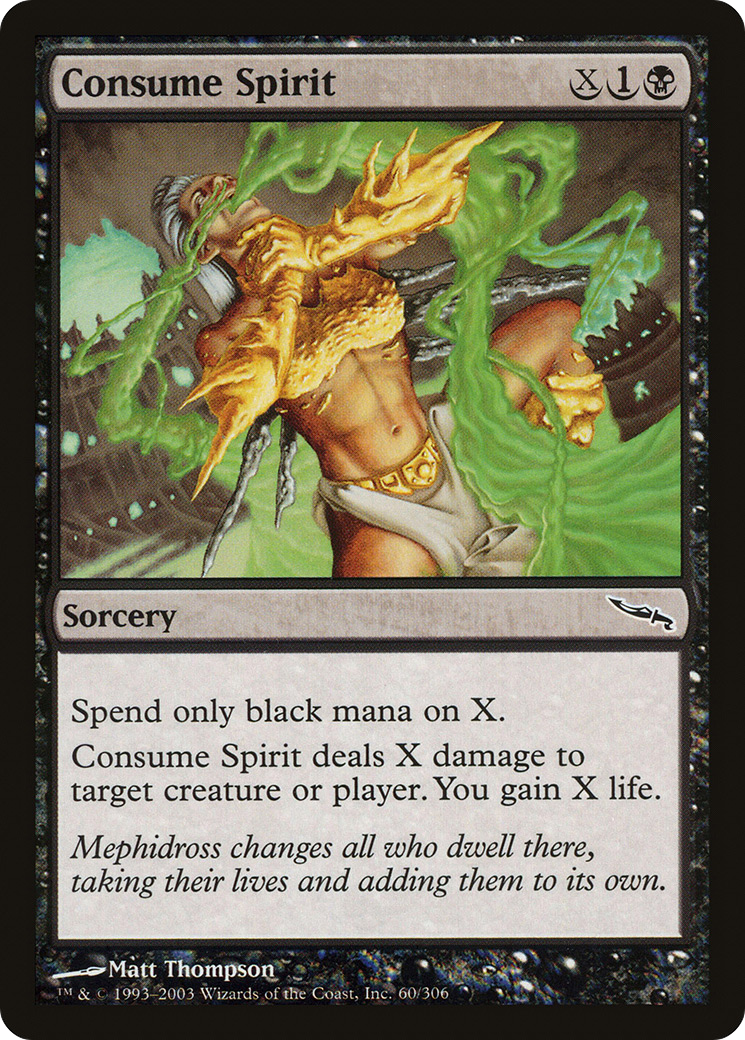 Consume Spirit X1
Sorcery
Spend only black mana on X.
Consume Spirit deals X damage to
target creature or player. You gain X life.
Mephidross changes all who dwell there,
taking their lives and adding them to its own.
Matt Thompson
™ & © 1993–2003 Wizards of the Coast, Inc. 60/306